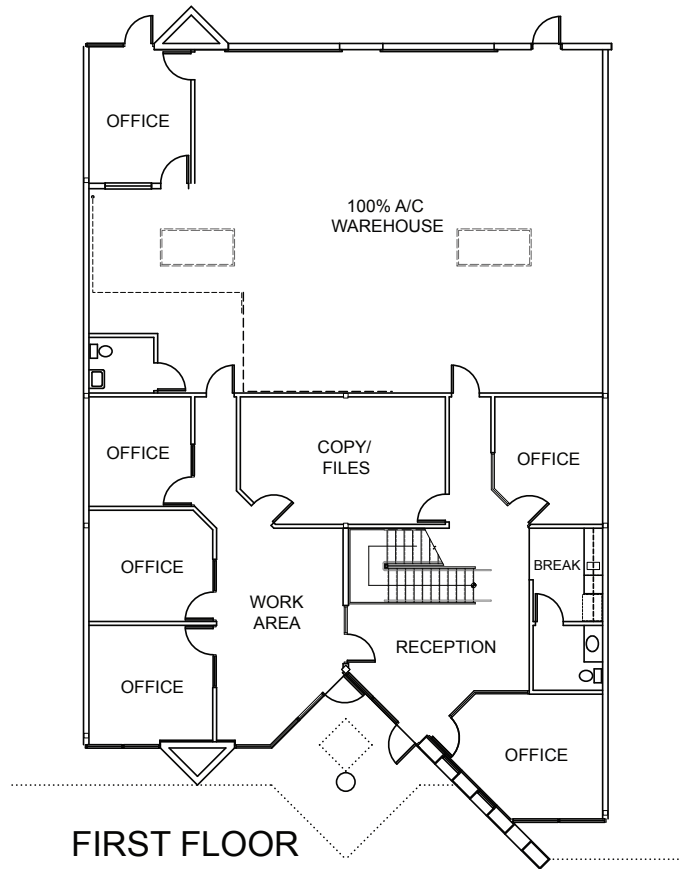 OFFICE
100% A/C
WAREHOUSE
OFFICE
COPY/
FILES
OFFICE
OFFICE
BREAK
WORK
AREA
RECEPTION
OFFICE
OFFICE
FIRST FLOOR